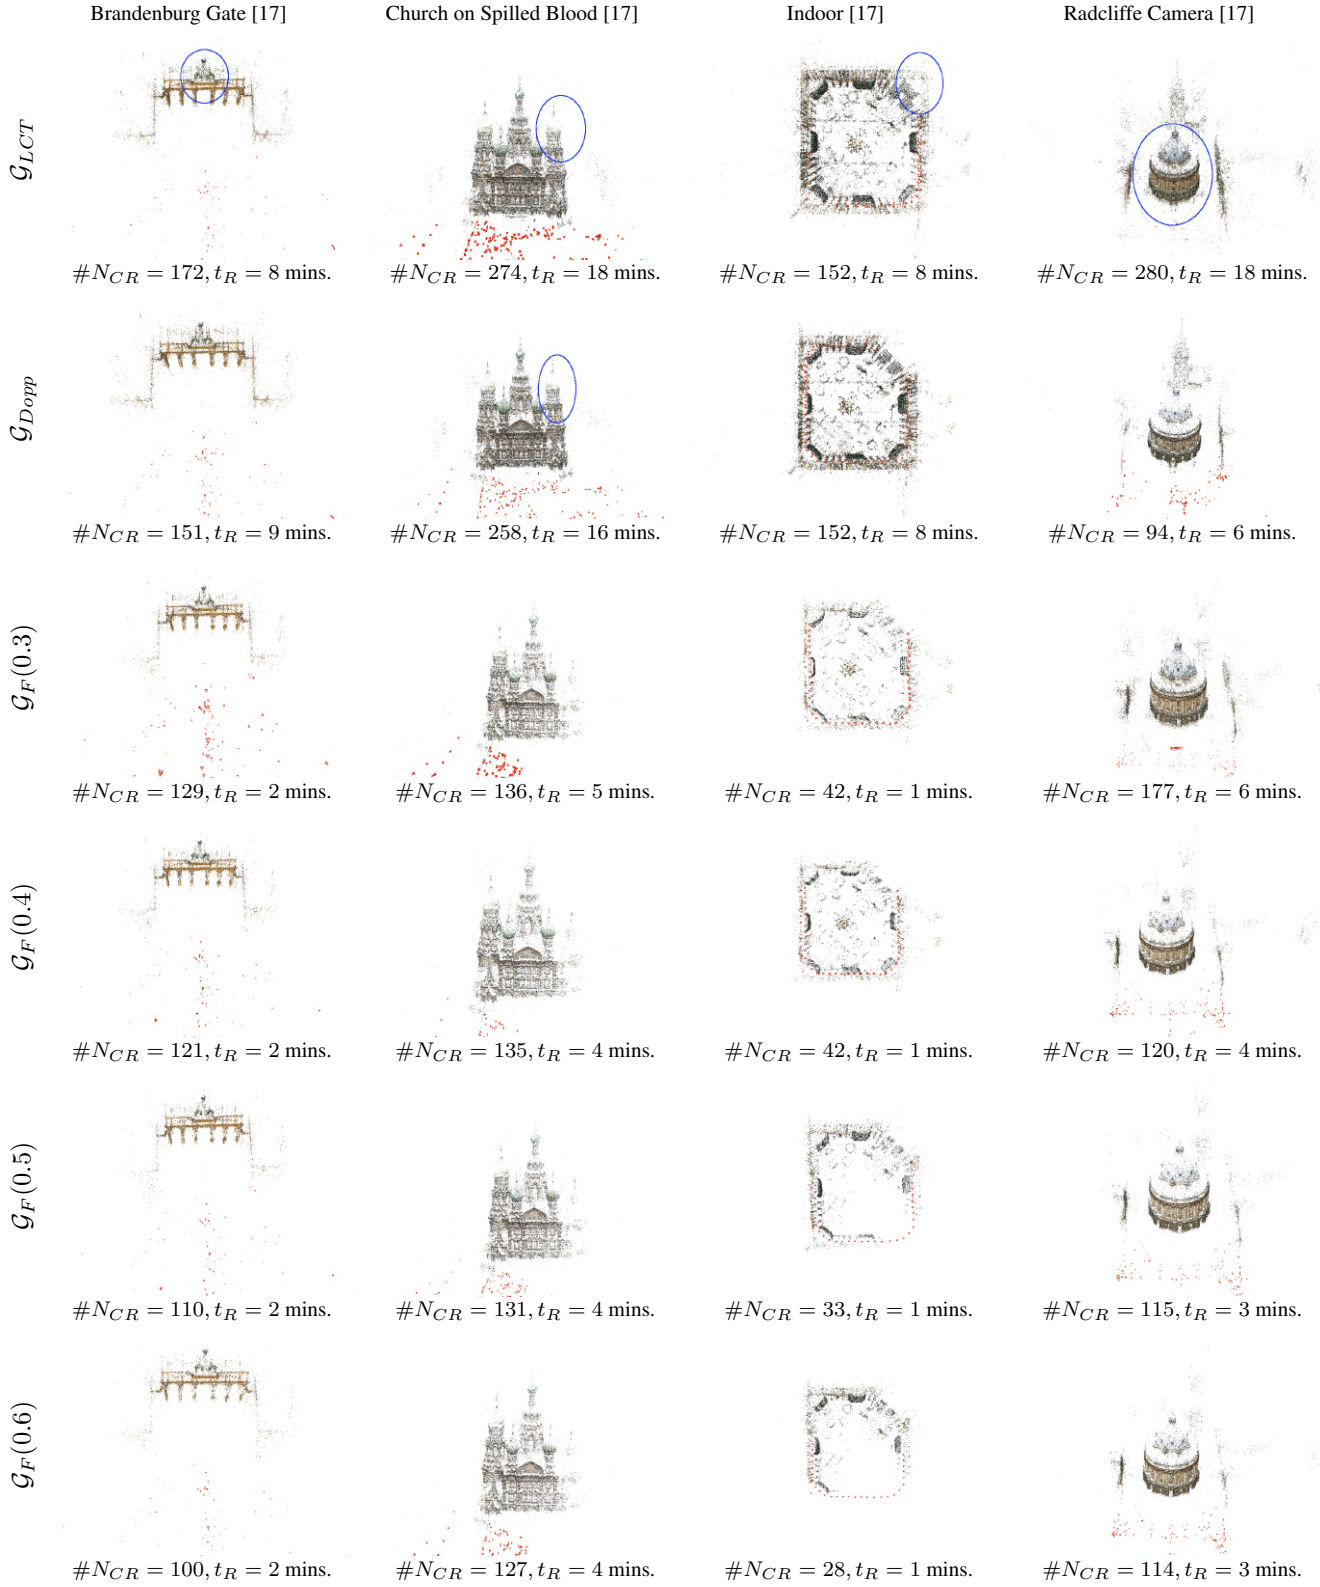 Brandenburg Gate [17] Church on Spilled Blood [17] Indoor [17] Radcliffe Camera [17]
𝒢_{LCT}
#N_{CR} = 172, t_R = 8 mins. #N_{CR} = 274, t_R = 18 mins. #N_{CR} = 152, t_R = 8 mins. #N_{CR} = 280, t_R = 18 mins.
𝒢_{Dopp}
#N_{CR} = 151, t_R = 9 mins. #N_{CR} = 258, t_R = 16 mins. #N_{CR} = 152, t_R = 8 mins. #N_{CR} = 94, t_R = 6 mins.
𝒢_F(0.3)
#N_{CR} = 129, t_R = 2 mins. #N_{CR} = 136, t_R = 5 mins. #N_{CR} = 42, t_R = 1 mins. #N_{CR} = 177, t_R = 6 mins.
𝒢_F(0.4)
#N_{CR} = 121, t_R = 2 mins. #N_{CR} = 135, t_R = 4 mins. #N_{CR} = 42, t_R = 1 mins. #N_{CR} = 120, t_R = 4 mins.
𝒢_F(0.5)
#N_{CR} = 110, t_R = 2 mins. #N_{CR} = 131, t_R = 4 mins. #N_{CR} = 33, t_R = 1 mins. #N_{CR} = 115, t_R = 3 mins.
𝒢_F(0.6)
#N_{CR} = 100, t_R = 2 mins. #N_{CR} = 127, t_R = 4 mins. #N_{CR} = 28, t_R = 1 mins. #N_{CR} = 114, t_R = 3 mins.